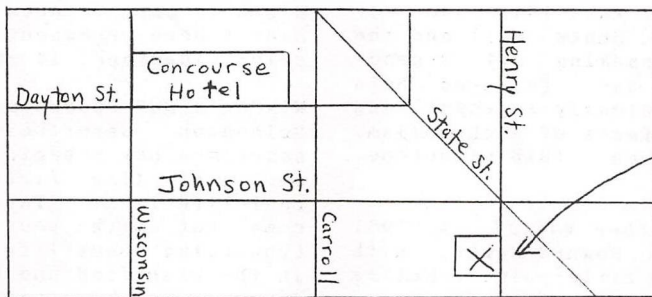 Concourse
Hotel
Dayton St.
Henry St
State St.
Johnson St.
Wisconsin
Carroll
X